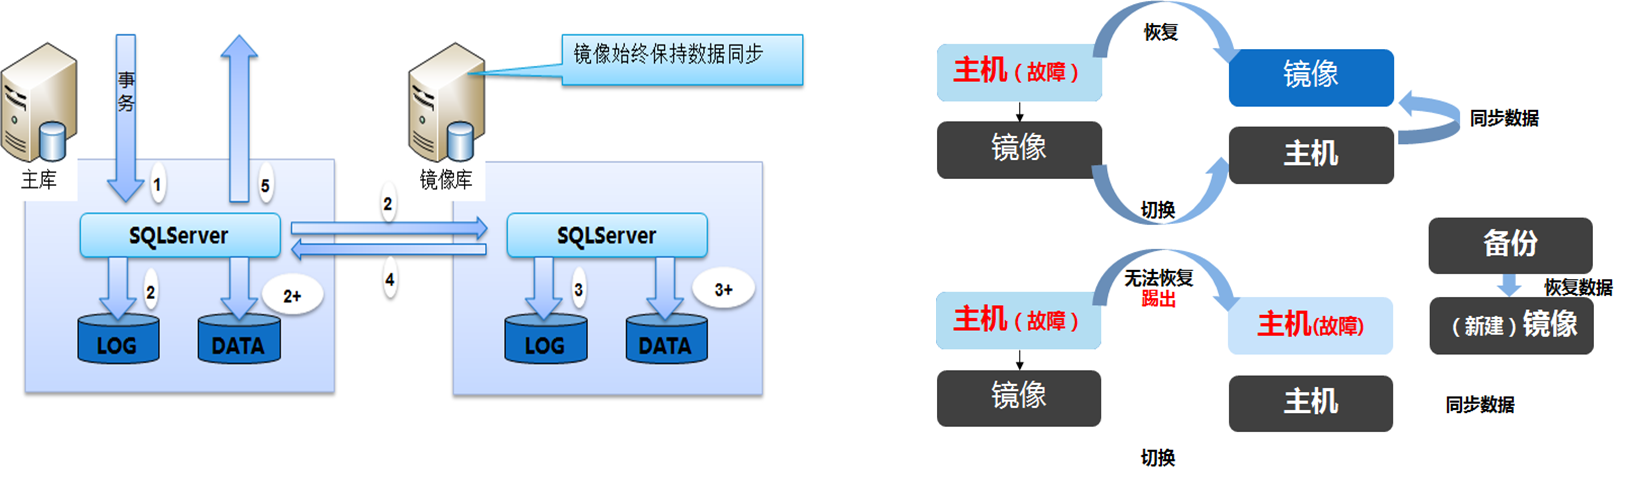 镜像始终保持数据同步
事务
主库
镜像库
1
5
2
SQLServer
SQLServer
4
2
2+
3
3+
LOG
DATA
LOG
DATA
恢复
主机（故障）
镜像
镜像
主机
同步数据
切换
无法恢复
踢出
主机（故障）
主机(故障)
镜像
主机
备份
恢复数据
（新建）镜像
同步数据
切换